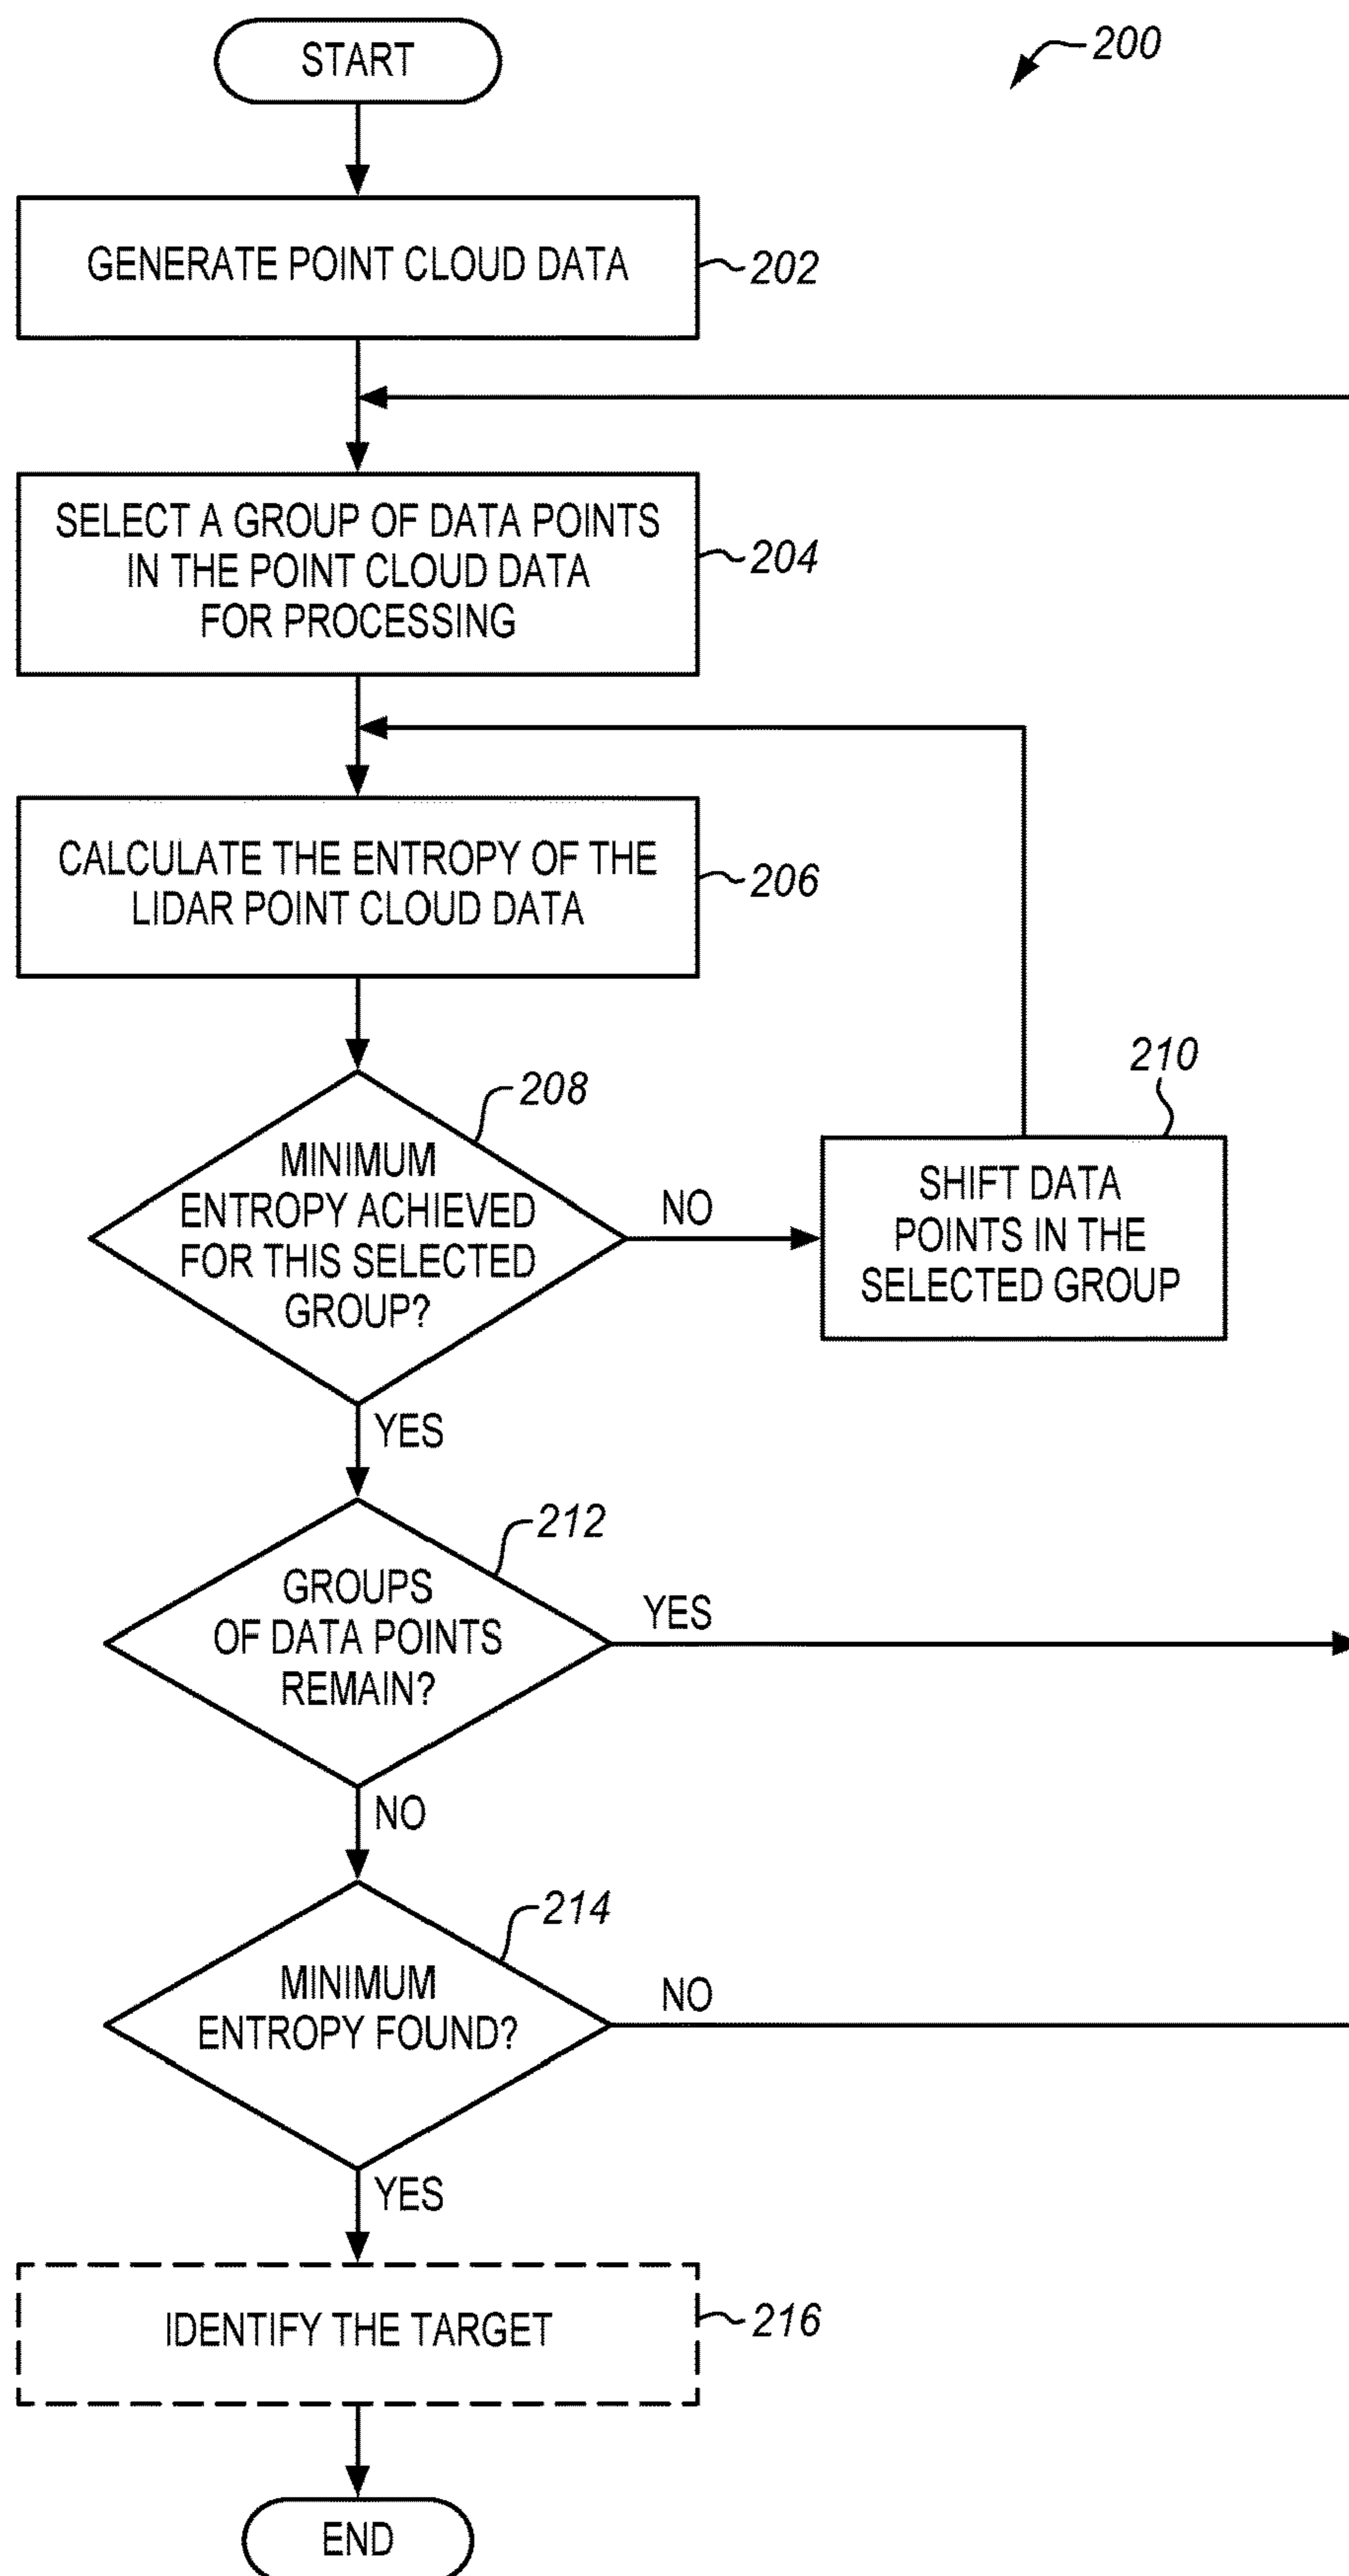 START
200
GENERATE POINT CLOUD DATA
202
SELECT A GROUP OF DATA POINTS
IN THE POINT CLOUD DATA
FOR PROCESSING
204
CALCULATE THE ENTROPY OF THE
LIDAR POINT CLOUD DATA
206
208
MINIMUM
ENTROPY ACHIEVED
FOR THIS SELECTED
GROUP?
NO
210
SHIFT DATA
POINTS IN THE
SELECTED GROUP
YES
212
GROUPS
OF DATA POINTS
REMAIN?
YES
NO
214
MINIMUM
ENTROPY FOUND?
NO
YES
IDENTIFY THE TARGET
216
END